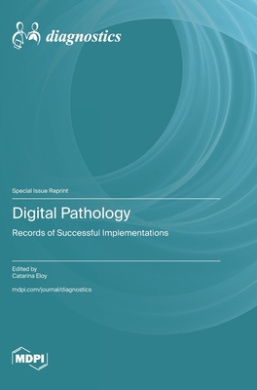 diagnostics
Special Issue Reprint
Digital Pathology
Records of Successful Implementations
Edited by
Catarina Eloy
mdpi.com/journal/diagnostics
MDPI